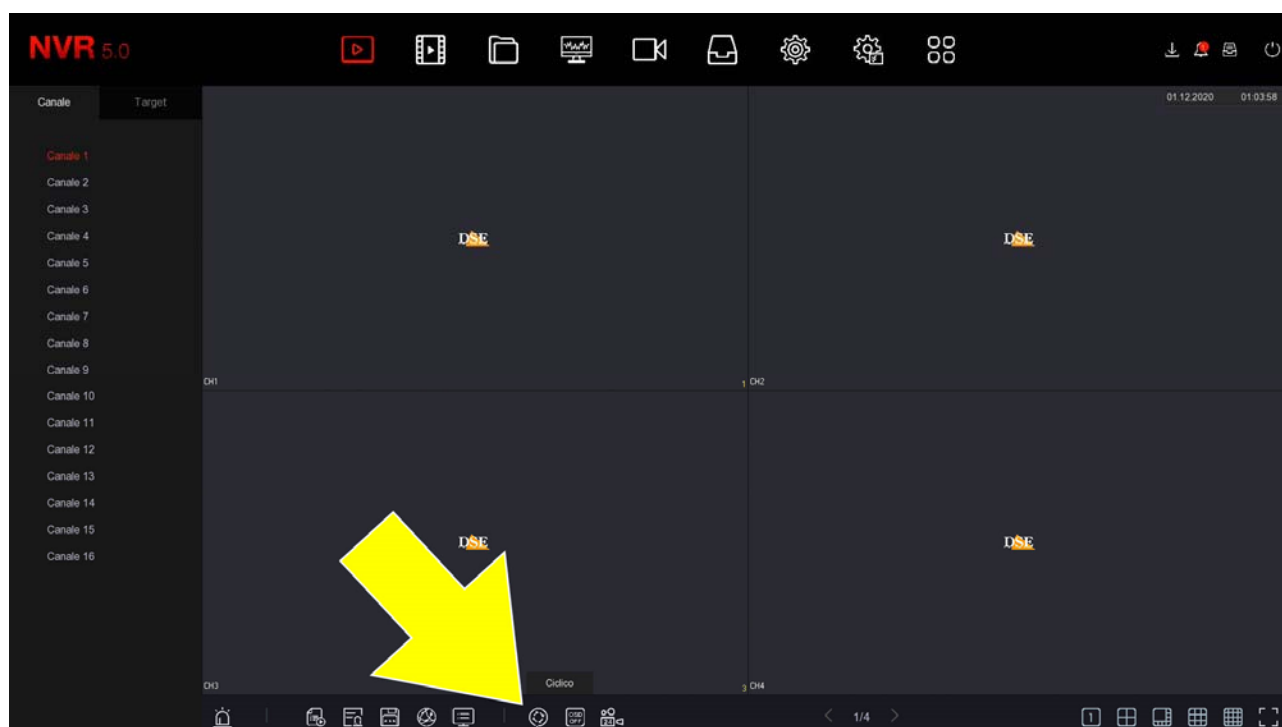 NVR 5.0
Canale Target
01.12.2020 01:03:58
Canale 1
Canale 2
Canale 3
Canale 4
Canale 5
Canale 6
Canale 7
Canale 8
Canale 9
Canale 10
Canale 11
Canale 12
Canale 13
Canale 14
Canale 15
Canale 16
DSE
DSE
CH1
1 CH2
DSE
DSE
CH3
Ciclico
3 CH4
OSD
OFF
1/4
1